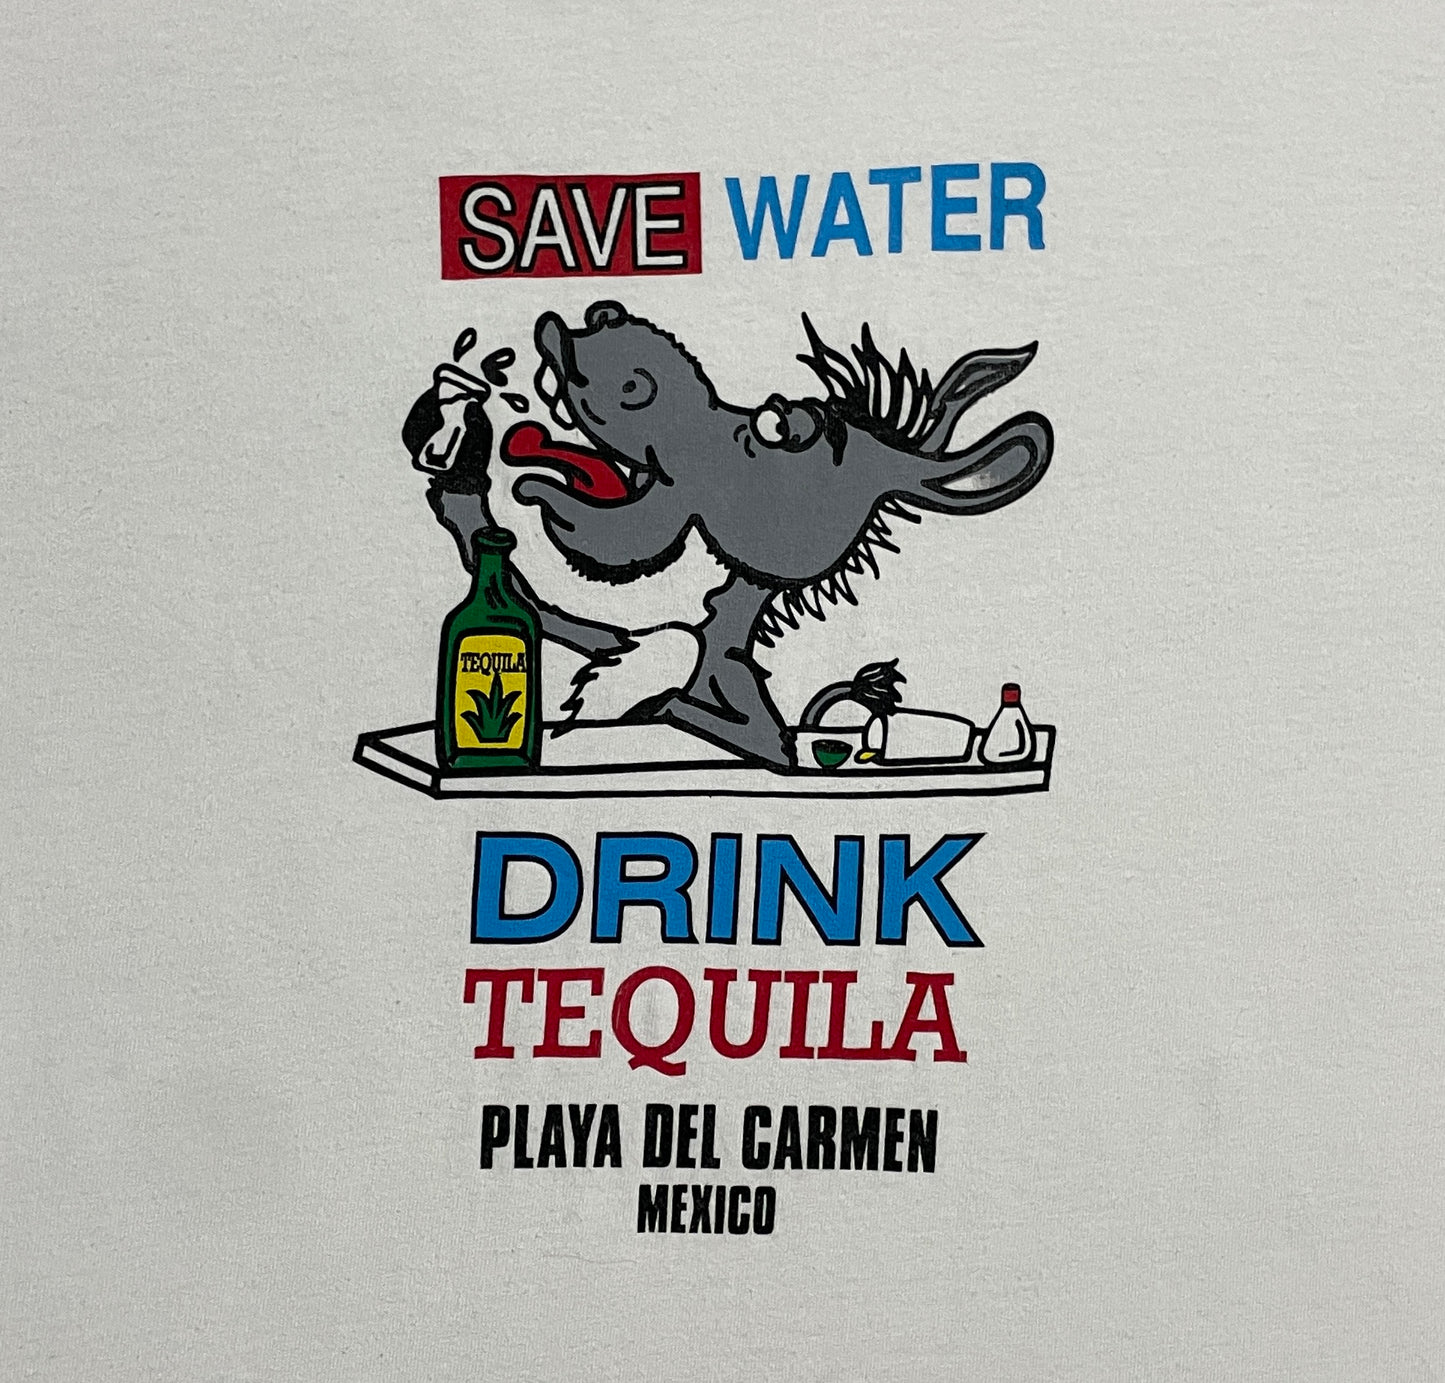 SAVE WATER
TEQUILA
DRINK
TEQUILA
PLAYA DEL CARMEN
MEXICO